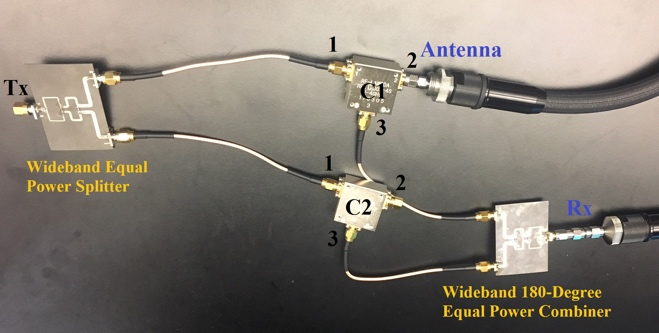 1
2
Antenna
Tx
C1
3
Wideband Equal
Power Splitter
1
2
C2
3
Rx
Wideband 180-Degree
Equal Power Combiner